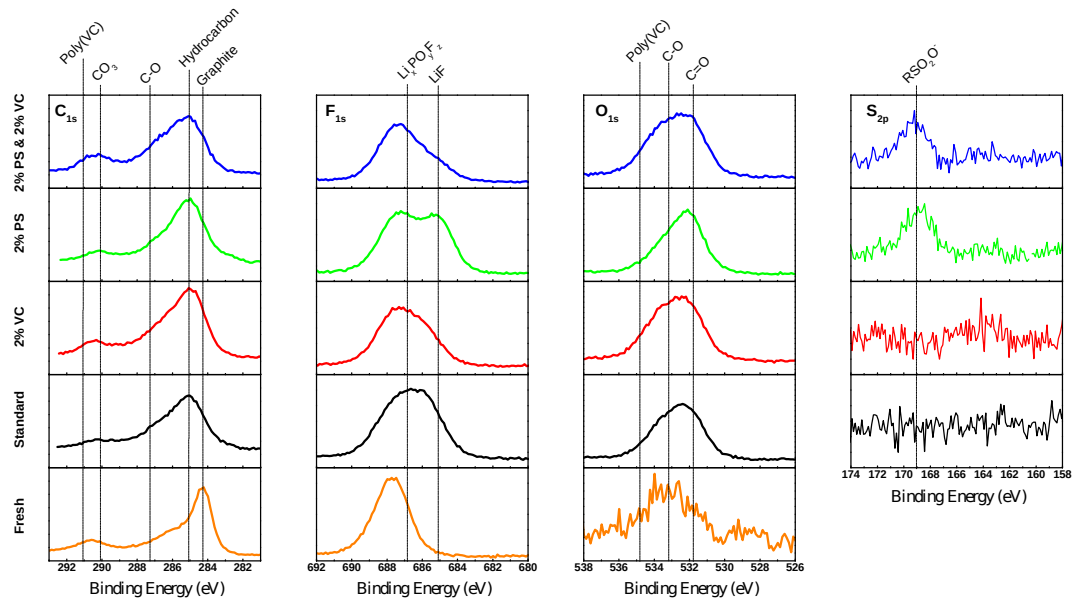 Poly(VC)
CO₃
C-O
Hydrocarbon
Graphite
LiₓPOᵧF_z
LiF
Poly(VC)
C-O
C=O
RSO₂O⁻
2% PS & 2% VC
2% PS
2% VC
Standard
Fresh
C₁ₛ
F₁ₛ
O₁ₛ
S₂ₚ
292 290 288 286 284 282
Binding Energy (eV)
692 690 688 686 684 682 680
Binding Energy (eV)
538 536 534 532 530 528 526
Binding Energy (eV)
174 172 170 168 166 164 162 160 158
Binding Energy (eV)